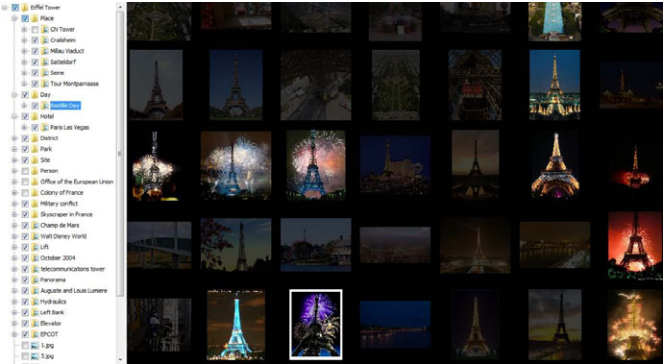 Eiffel Tower
Place
CN Tower
Crailsheim
Millau Viaduct
Satteldorf
Seine
Tour Montparnasse
Day
Bastille Day
Hotel
Paris Las Vegas
District
Park
Site
Person
Office of the European Union
Colony of France
Military conflict
Skyscraper in France
Champ de Mars
Walt Disney World
Lift
October 2004
telecommunications tower
Panorama
Auguste and Louis Lumiere
Hydraulics
Left Bank
Elevator
EPCOT
1.jpg
3.jpg